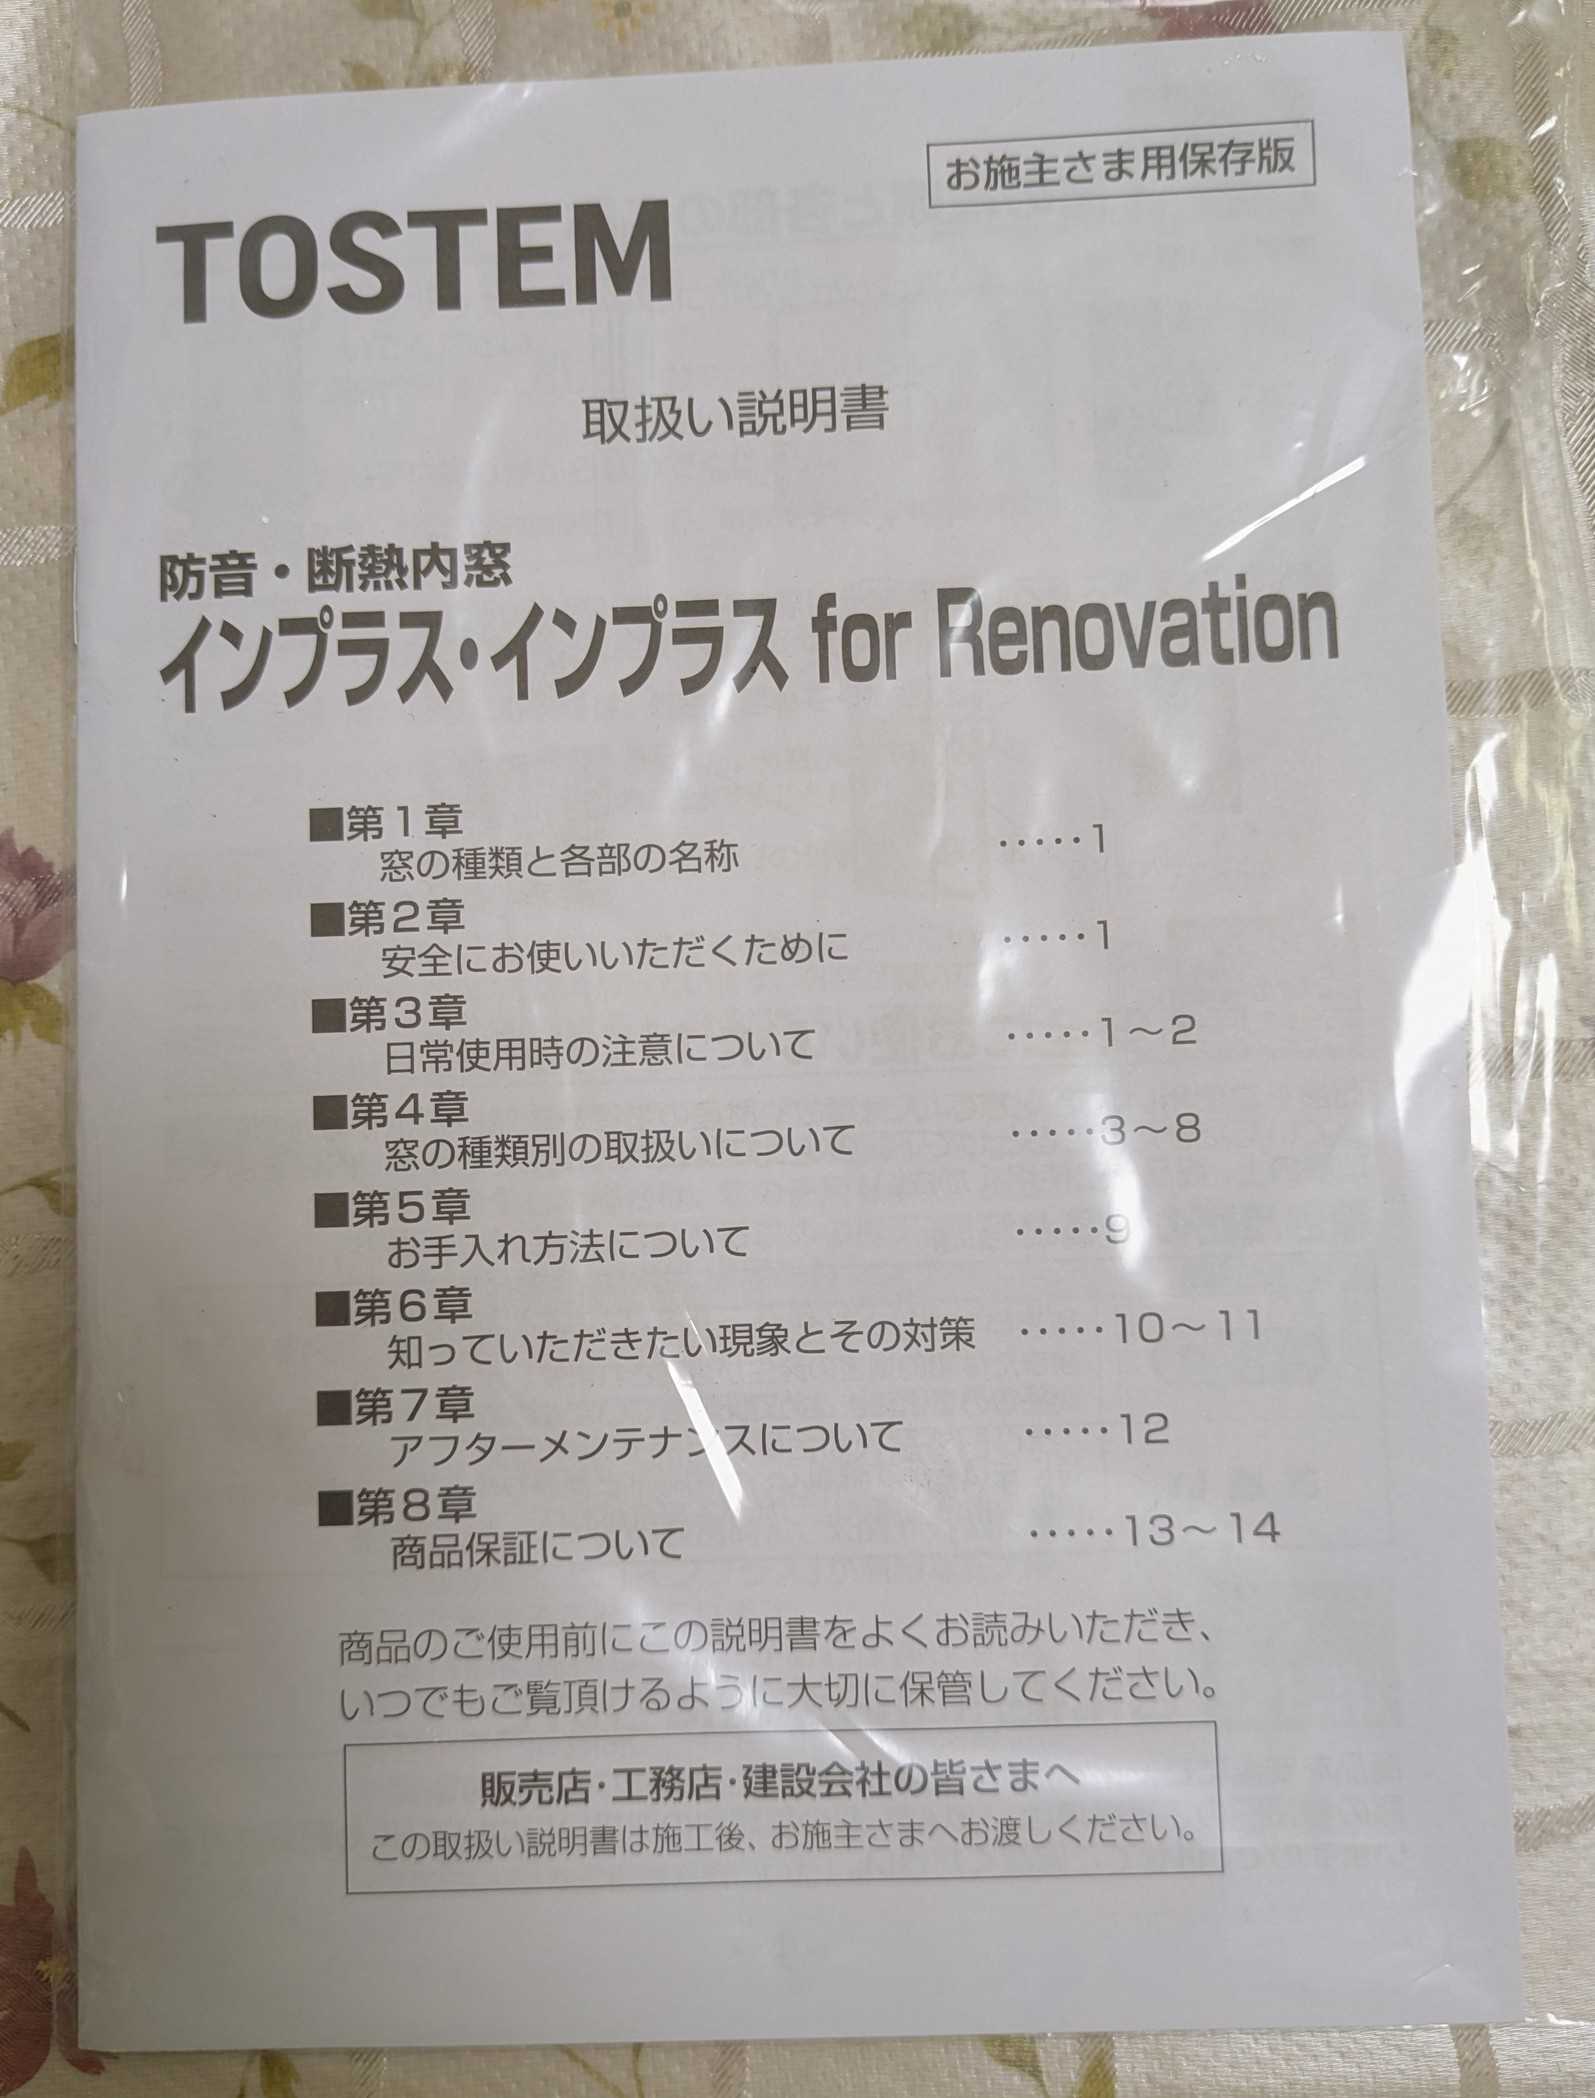 お施主さま用保存版
TOSTEM
取扱い説明書
防音・断熱内窓
インプラス・インプラス for Renovation
■第1章
窓の種類と各部の名称 ・・・・・1
■第2章
安全にお使いいただくために ・・・・・1
■第3章
日常使用時の注意について ・・・・・1～2
■第4章
窓の種類別の取扱いについて ・・・・・3～8
■第5章
お手入れ方法について ・・・・・9
■第6章
知っていただきたい現象とその対策 ・・・・・10～11
■第7章
アフターメンテナンスについて ・・・・・12
■第8章
商品保証について ・・・・・13～14
商品のご使用前にこの説明書をよくお読みいただき、
いつでもご覧頂けるように大切に保管してください。
販売店・工務店・建設会社の皆さまへ
この取扱い説明書は施工後、お施主さまへお渡しください。